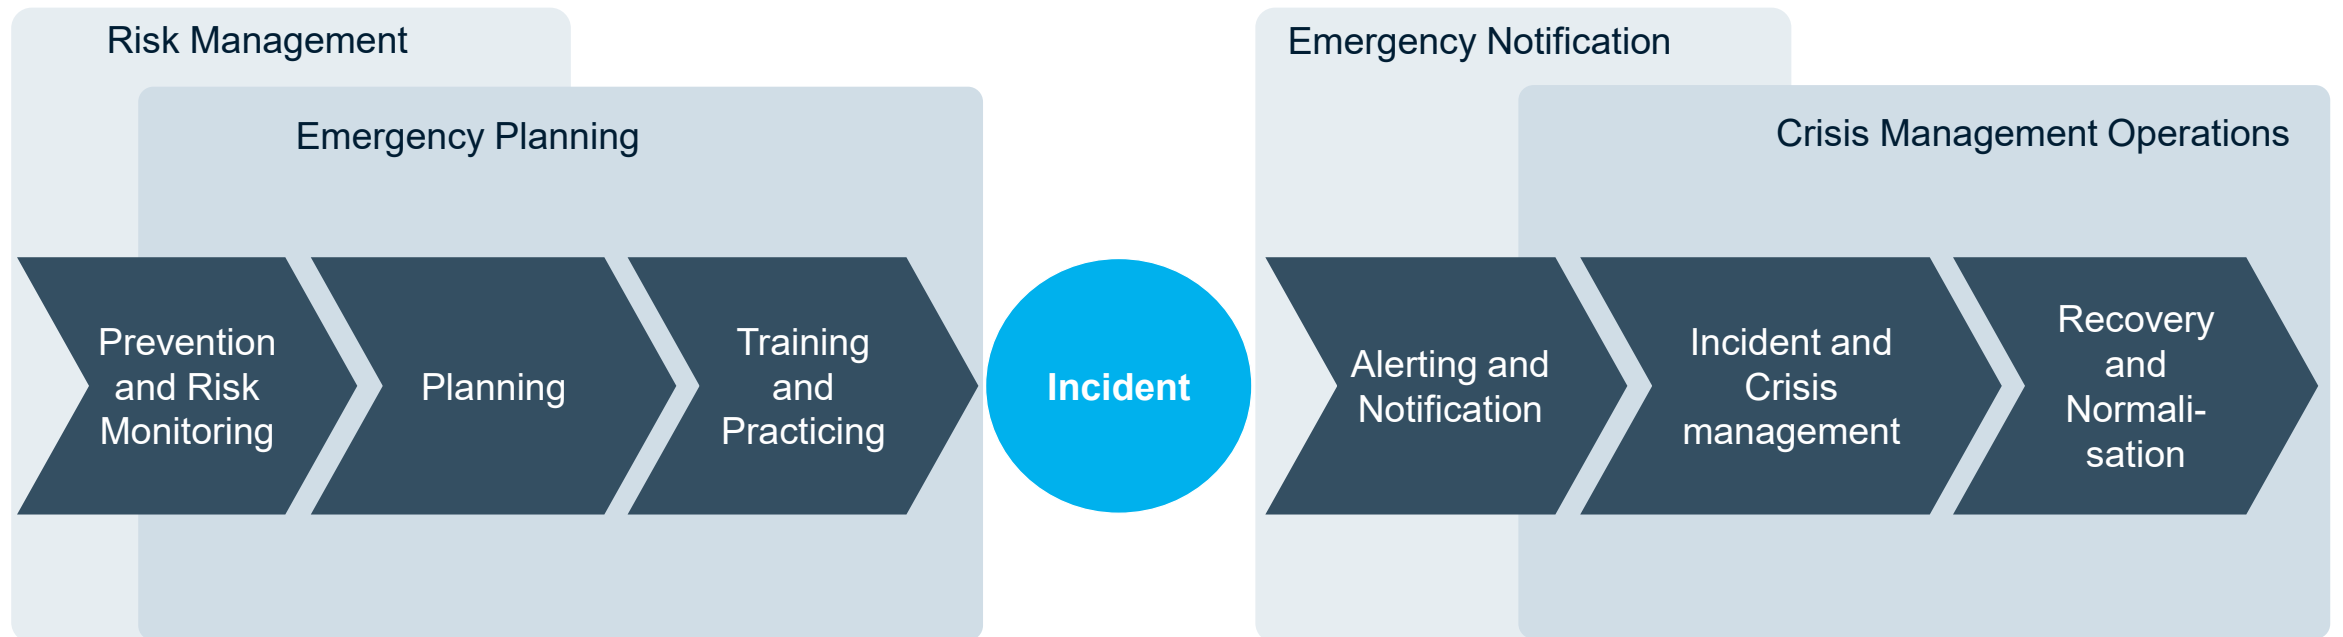 Risk Management
Emergency Planning
Prevention
and Risk
Monitoring
Planning
Training
and
Practicing
Incident
Emergency Notification
Crisis Management Operations
Alerting and
Notification
Incident and
Crisis
management
Recovery
and
Normali-
sation